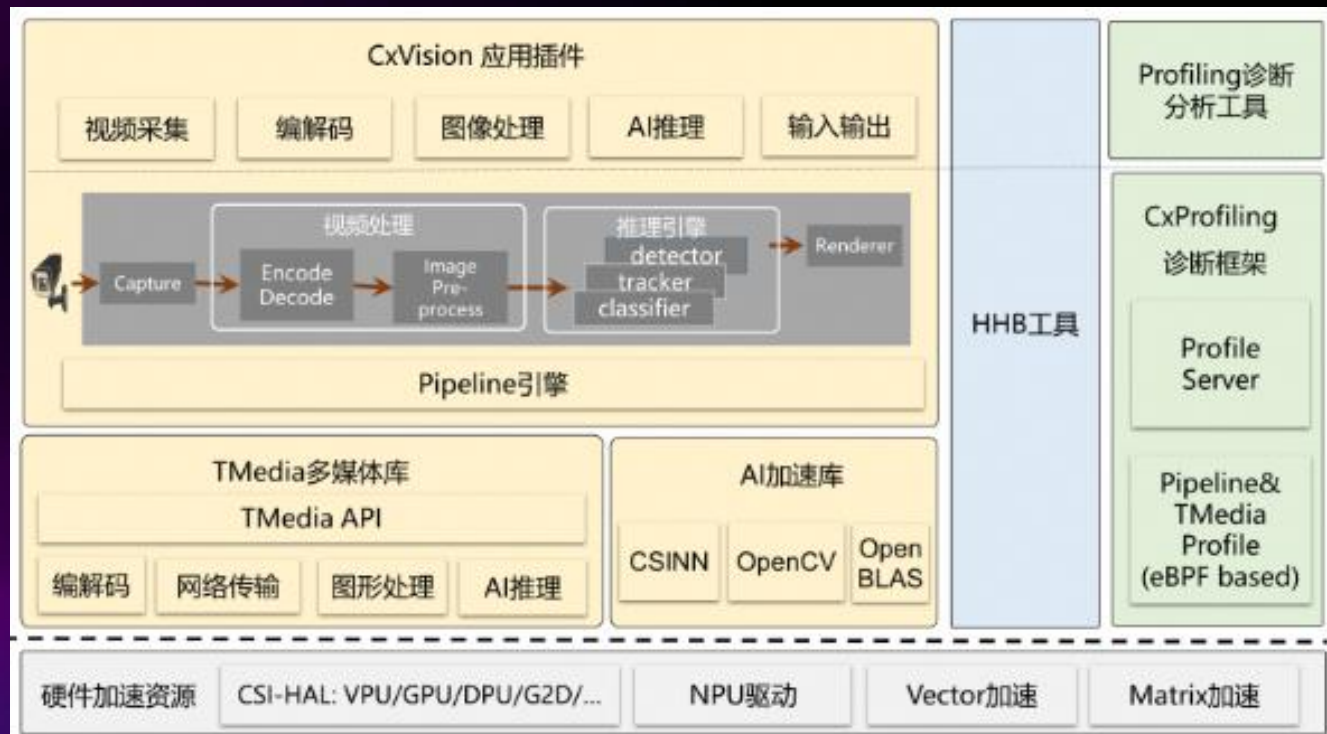 CxVision 应用插件
视频采集
编解码
图像处理
AI推理
输入输出
视频处理
推理引擎
Capture
Encode
Decode
Image
Pre-
process
detector
tracker
classifier
Renderer
Pipeline引擎
TMedia多媒体库
TMedia API
编解码
网络传输
图形处理
AI推理
AI加速库
CSINN
OpenCV
Open
BLAS
HHB工具
Profiling诊断
分析工具
CxProfiling
诊断框架
Profile
Server
Pipeline&
TMedia
Profile
(eBPF based)
硬件加速资源
CSI-HAL: VPU/GPU/DPU/G2D/...
NPU驱动
Vector加速
Matrix加速